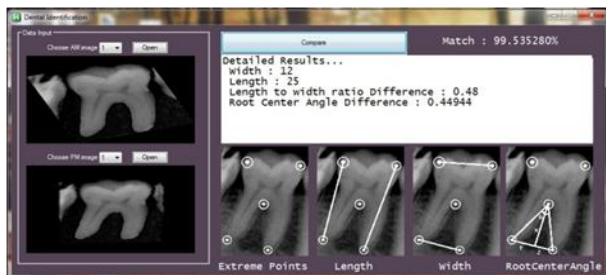 Dental Identification
Data Input
Choose AM image 1 Open
Choose PM image 1 Open
Compare
Match : 99.535280%
Detailed Results...
Width : 12
Length : 25
Length to width ratio Difference : 0.48
Root Center Angle Difference : 0.44944
Extreme Points Length Width RootCenterAngle